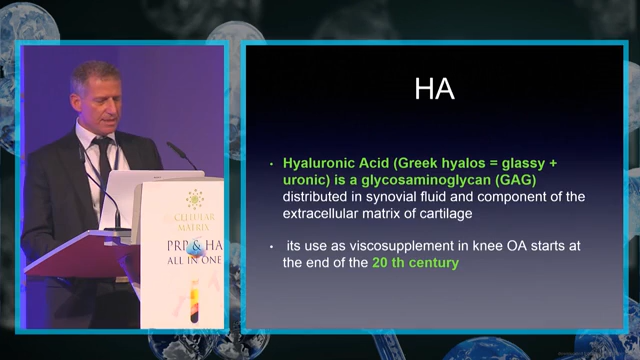 HA
• Hyaluronic Acid (Greek hyalos = glassy +
uronic) is a glycosaminoglycan (GAG)
distributed in synovial fluid and component of the
extracellular matrix of cartilage
• its use as viscosupplement in knee OA starts at
the end of the 20 th century
CELLULAR
MATRIX
PRP & HA
ALL IN ONE